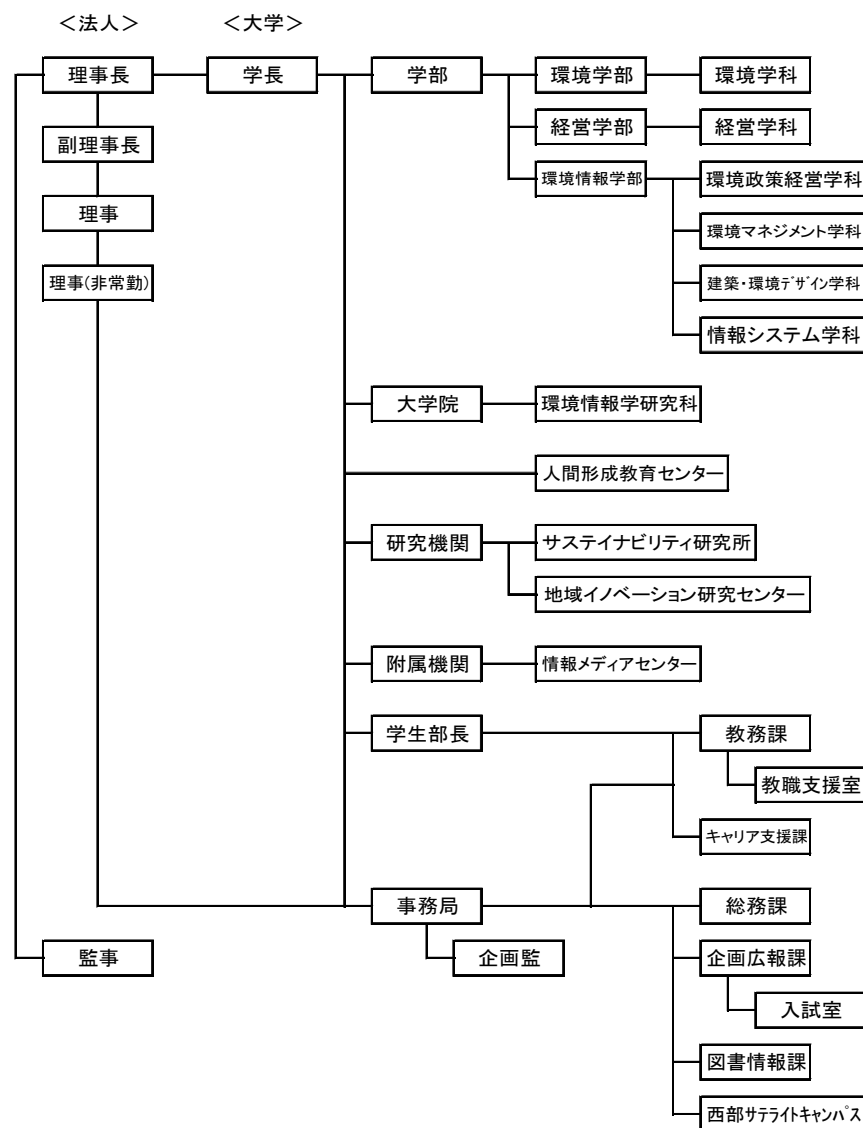 ＜法人＞
＜大学＞
理事長
学長
学部
環境学部
環境学科
副理事長
経営学部
経営学科
理事
環境情報学部
環境政策経営学科
環境マネジメント学科
理事(非常勤)
建築・環境ﾃﾞｻﾞｲﾝ学科
情報システム学科
大学院
環境情報学研究科
人間形成教育センター
研究機関
サステイナビリティ研究所
地域イノベーション研究センター
附属機関
情報メディアセンター
学生部長
教務課
教職支援室
キャリア支援課
事務局
総務課
監事
企画監
企画広報課
入試室
図書情報課
西部ｻﾃﾗｲﾄｷｬﾝﾊﾟｽ